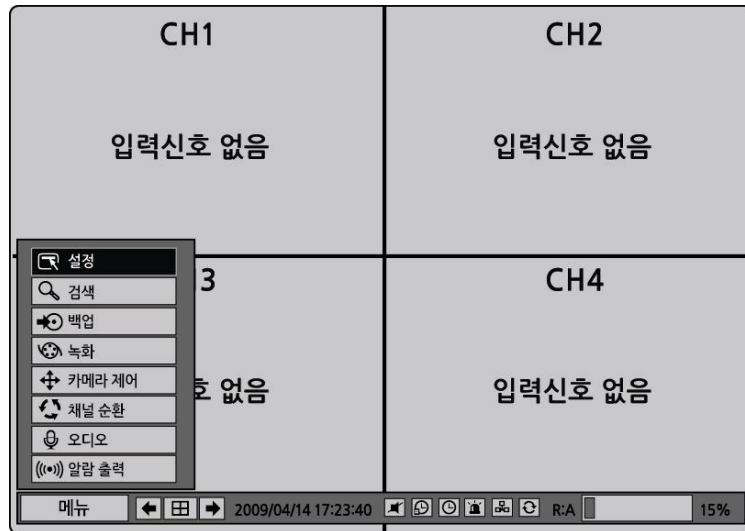 CH1
CH2
입력신호 없음
입력신호 없음
3
CH4
호 없음
입력신호 없음
설정
검색
백업
녹화
카메라 제어
채널 순환
오디오
알람 출력
메뉴
2009/04/14 17:23:40
R:A
15%